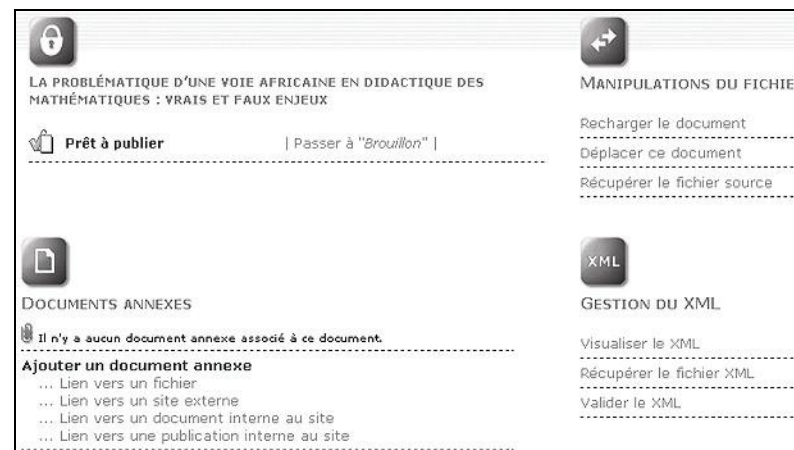 LA PROBLÉMATIQUE D'UNE VOIE AFRICAINE EN DIDACTIQUE DES
MATHÉMATIQUES : VRAIS ET FAUX ENJEUX
Prêt à publier | Passer à "Brouillon" |
DOCUMENTS ANNEXES
Il n'y a aucun document annexe associé à ce document.
Ajouter un document annexe
... Lien vers un fichier
... Lien vers un site externe
... Lien vers un document interne au site
... Lien vers une publication interne au site
MANIPULATIONS DU FICHIE
Recharger le document
Déplacer ce document
Récupérer le fichier source
XML
GESTION DU XML
Visualiser le XML
Récupérer le fichier XML
Valider le XML